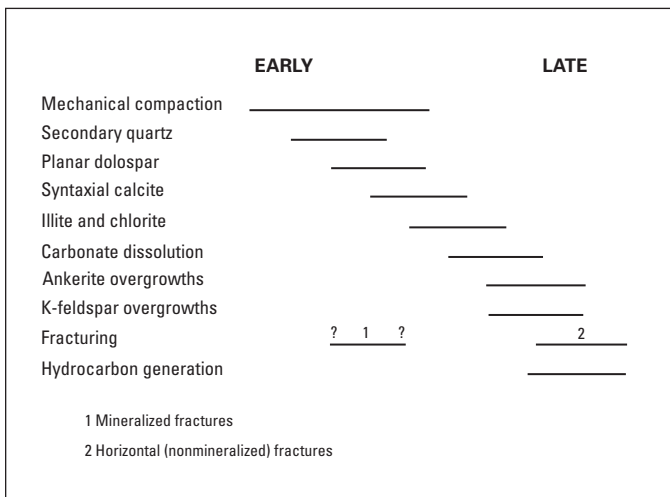 EARLY LATE
Mechanical compaction
Secondary quartz
Planar dolospar
Syntaxial calcite
Illite and chlorite
Carbonate dissolution
Ankerite overgrowths
K-feldspar overgrowths
Fracturing ? 1 ? 2
Hydrocarbon generation
1 Mineralized fractures
2 Horizontal (nonmineralized) fractures